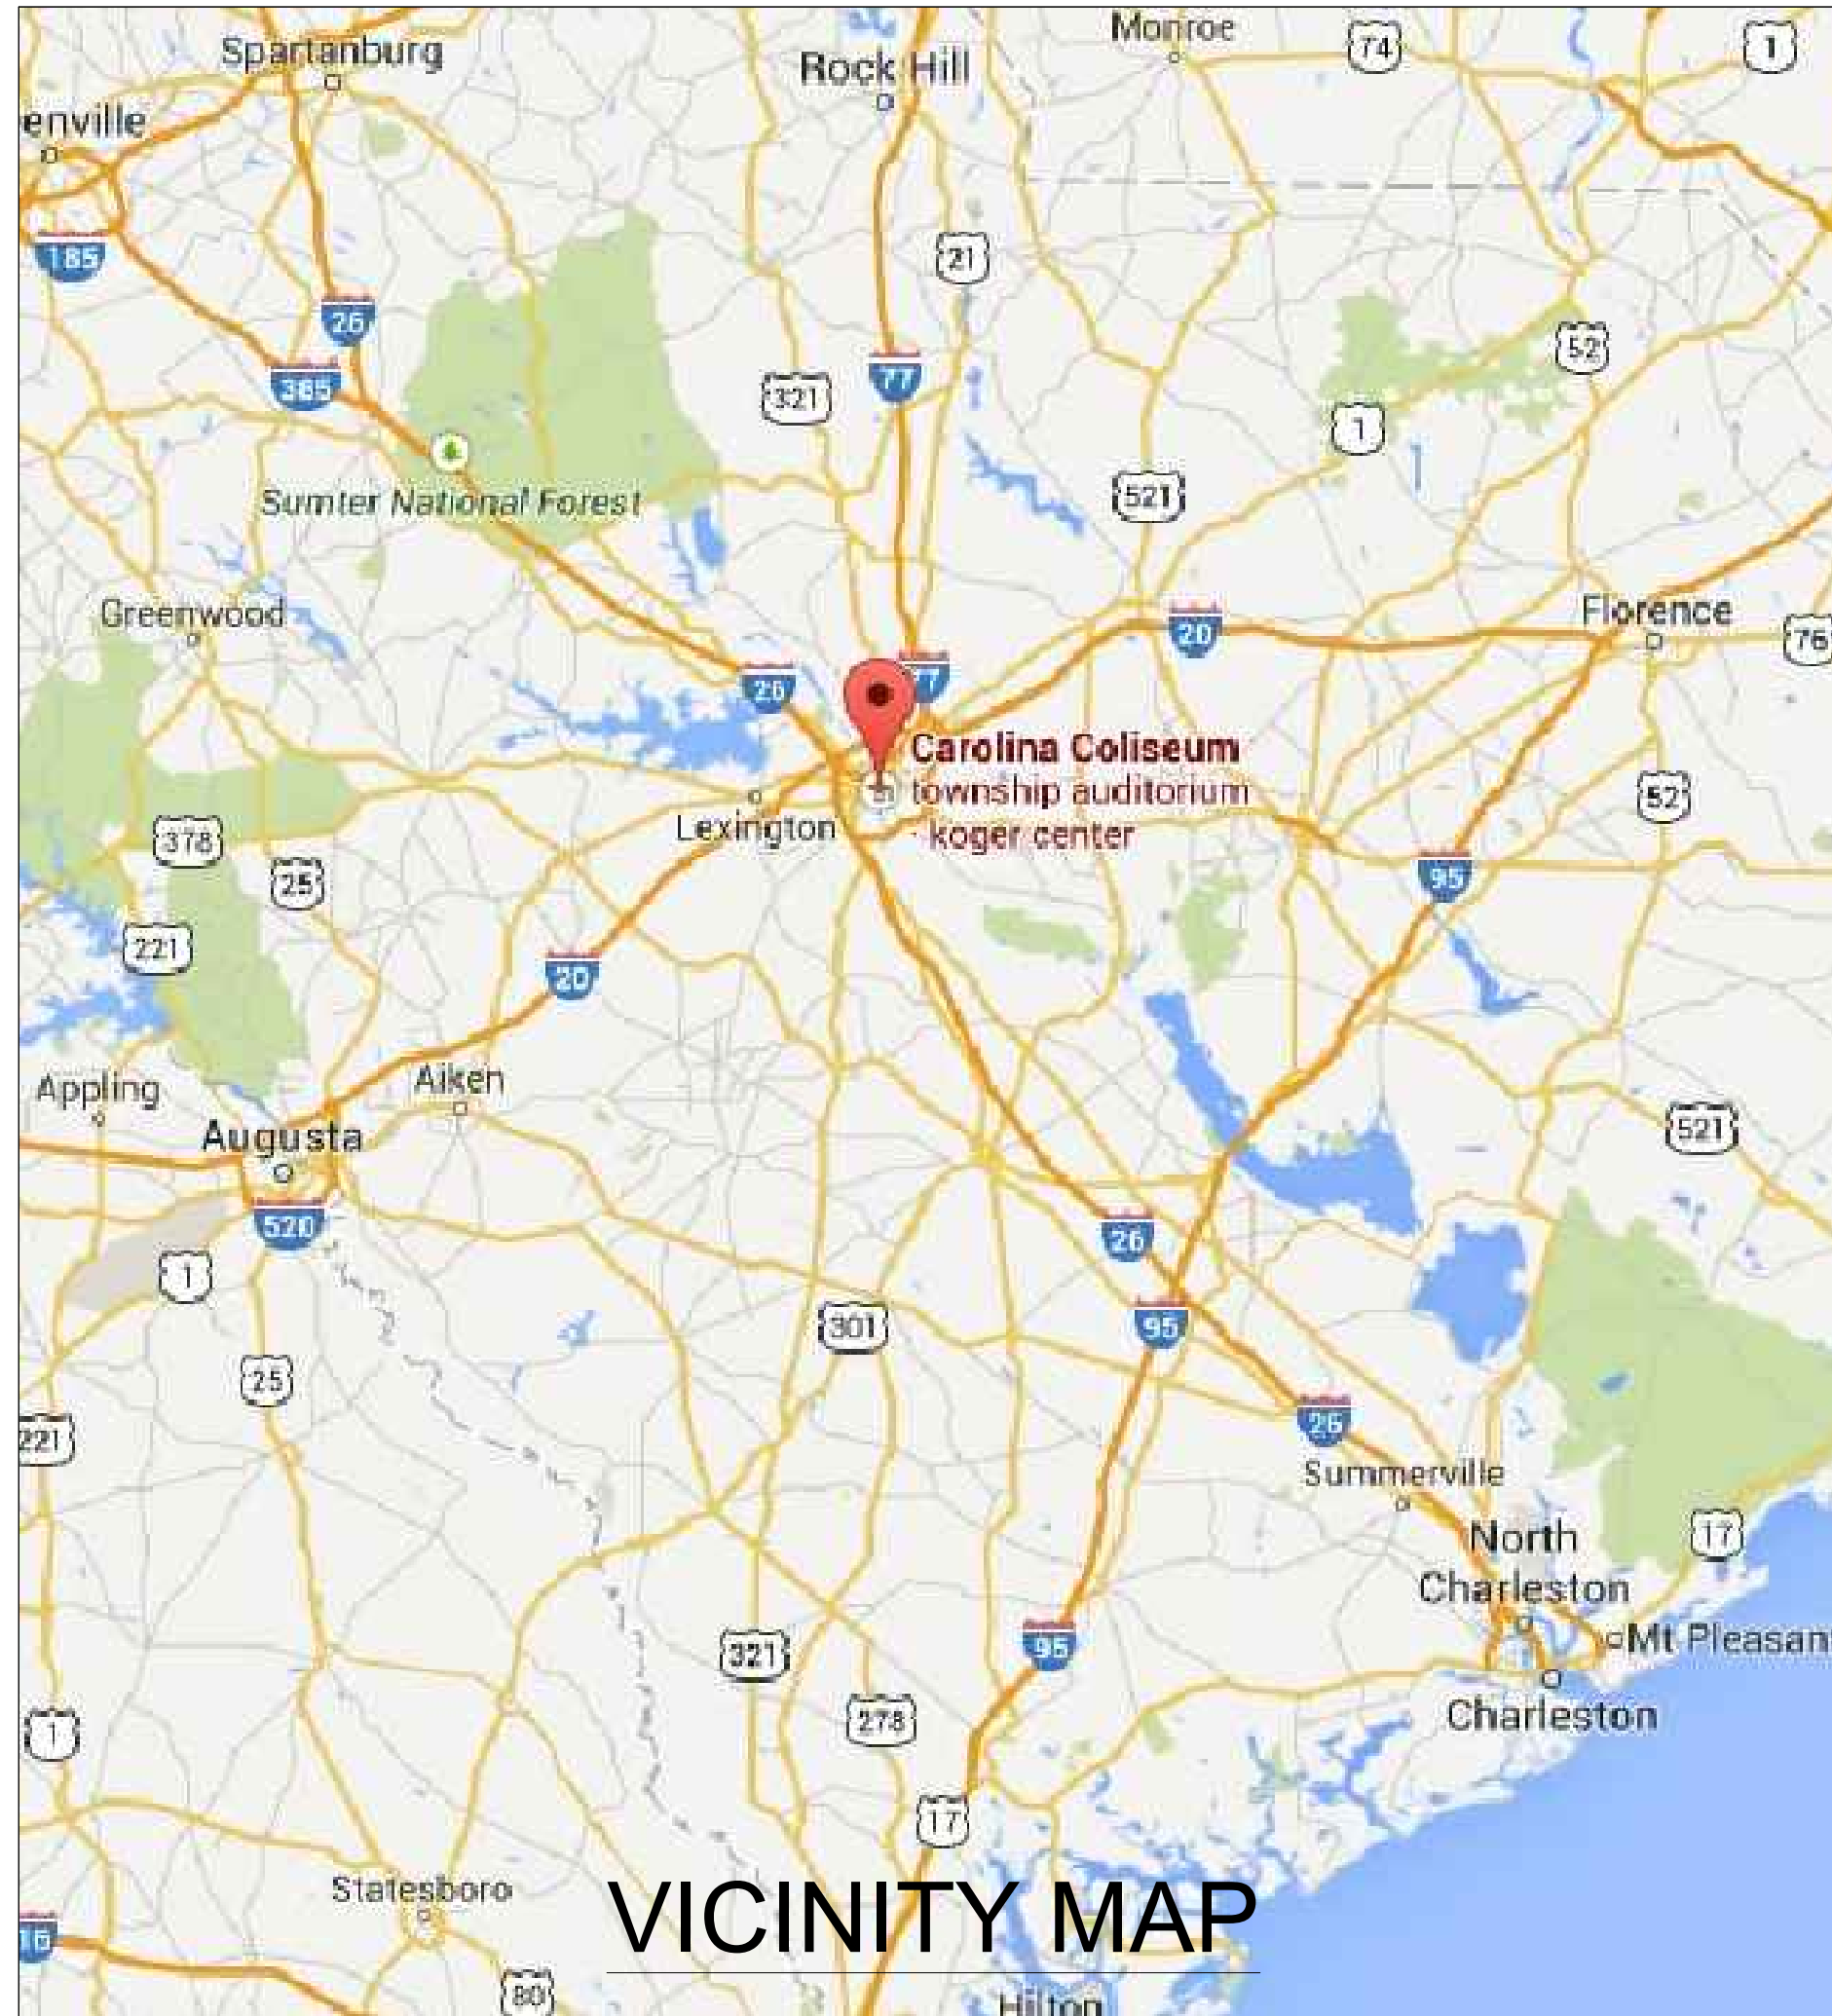 Monroe
74
1
Spartanburg
Rock Hill
enville
185
21
26
52
385
77
321
1
521
Sumter National Forest
Greenwood
Florence
20
76
26
77
Carolina Coliseum
township auditorium
· koger center
Lexington
52
378
25
95
221
20
Appling
Aiken
Augusta
521
520
26
1
301
95
25
26
221
Summerville
North
Charleston
17
321
95
Mt Pleasan
278
Charleston
1
17
Statesboro
VICINITY MAP
16
80
Hilton